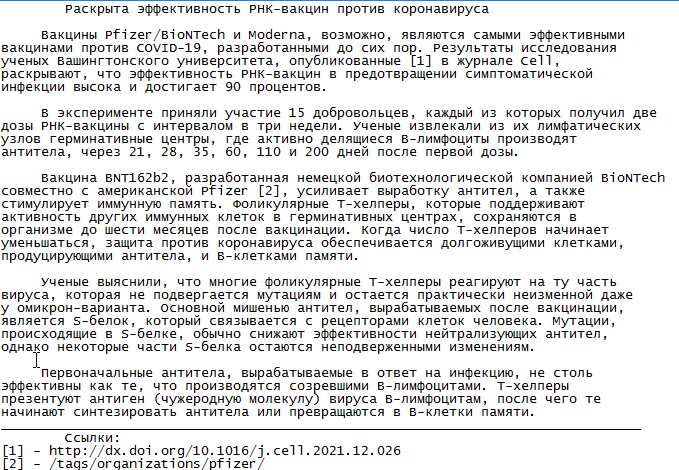 Раскрыта эффективность РНК-вакцин против коронавируса
Вакцины Pfizer/BioNTech и Moderna, возможно, являются самыми эффективными
вакцинами против COVID-19, разработанными до сих пор. Результаты исследования
ученых Вашингтонского университета, опубликованные [1] в журнале Cell,
раскрывают, что эффективность РНК-вакцин в предотвращении симптоматической
инфекции высока и достигает 90 процентов.
В эксперименте приняли участие 15 добровольцев, каждый из которых получил две
дозы РНК-вакцины с интервалом в три недели. Ученые извлекали из их лимфатических
узлов герминативные центры, где активно делящиеся B-лимфоциты производят
антитела, через 21, 28, 35, 60, 110 и 200 дней после первой дозы.
Вакцина BNT162b2, разработанная немецкой биотехнологической компанией BioNTech
совместно с американской Pfizer [2], усиливает выработку антител, а также
стимулирует иммунную память. Фоликулярные Т-хелперы, которые поддерживают
активность других иммунных клеток в герминативных центрах, сохраняются в
организме до шести месяцев после вакцинации. Когда число Т-хелперов начинает
уменьшаться, защита против коронавируса обеспечивается долгоживущими клетками,
продуцирующими антитела, и B-клетками памяти.
Ученые выяснили, что многие фоликулярные Т-хелперы реагируют на ту часть
вируса, которая не подвергается мутациям и остается практически неизменной даже
у омикрон-варианта. Основной мишенью антител, вырабатываемых после вакцинации,
является S-белок, который связывается с рецепторами клеток человека. Мутации,
происходящие в S-белке, обычно снижают эффективности нейтрализующих антител,
однако некоторые части S-белка остаются неподверженными изменениям.
Первоначальные антитела, вырабатываемые в ответ на инфекцию, не столь
эффективны как те, что производятся созревшими B-лимфоцитами. Т-хелперы
презентуют антиген (чужеродную молекулу) вируса B-лимфоцитам, после чего те
начинают синтезировать антитела или превращаются в B-клетки памяти.
Ссылки:
[1] - http://dx.doi.org/10.1016/j.cell.2021.12.026
[2] - /tags/organizations/pfizer/